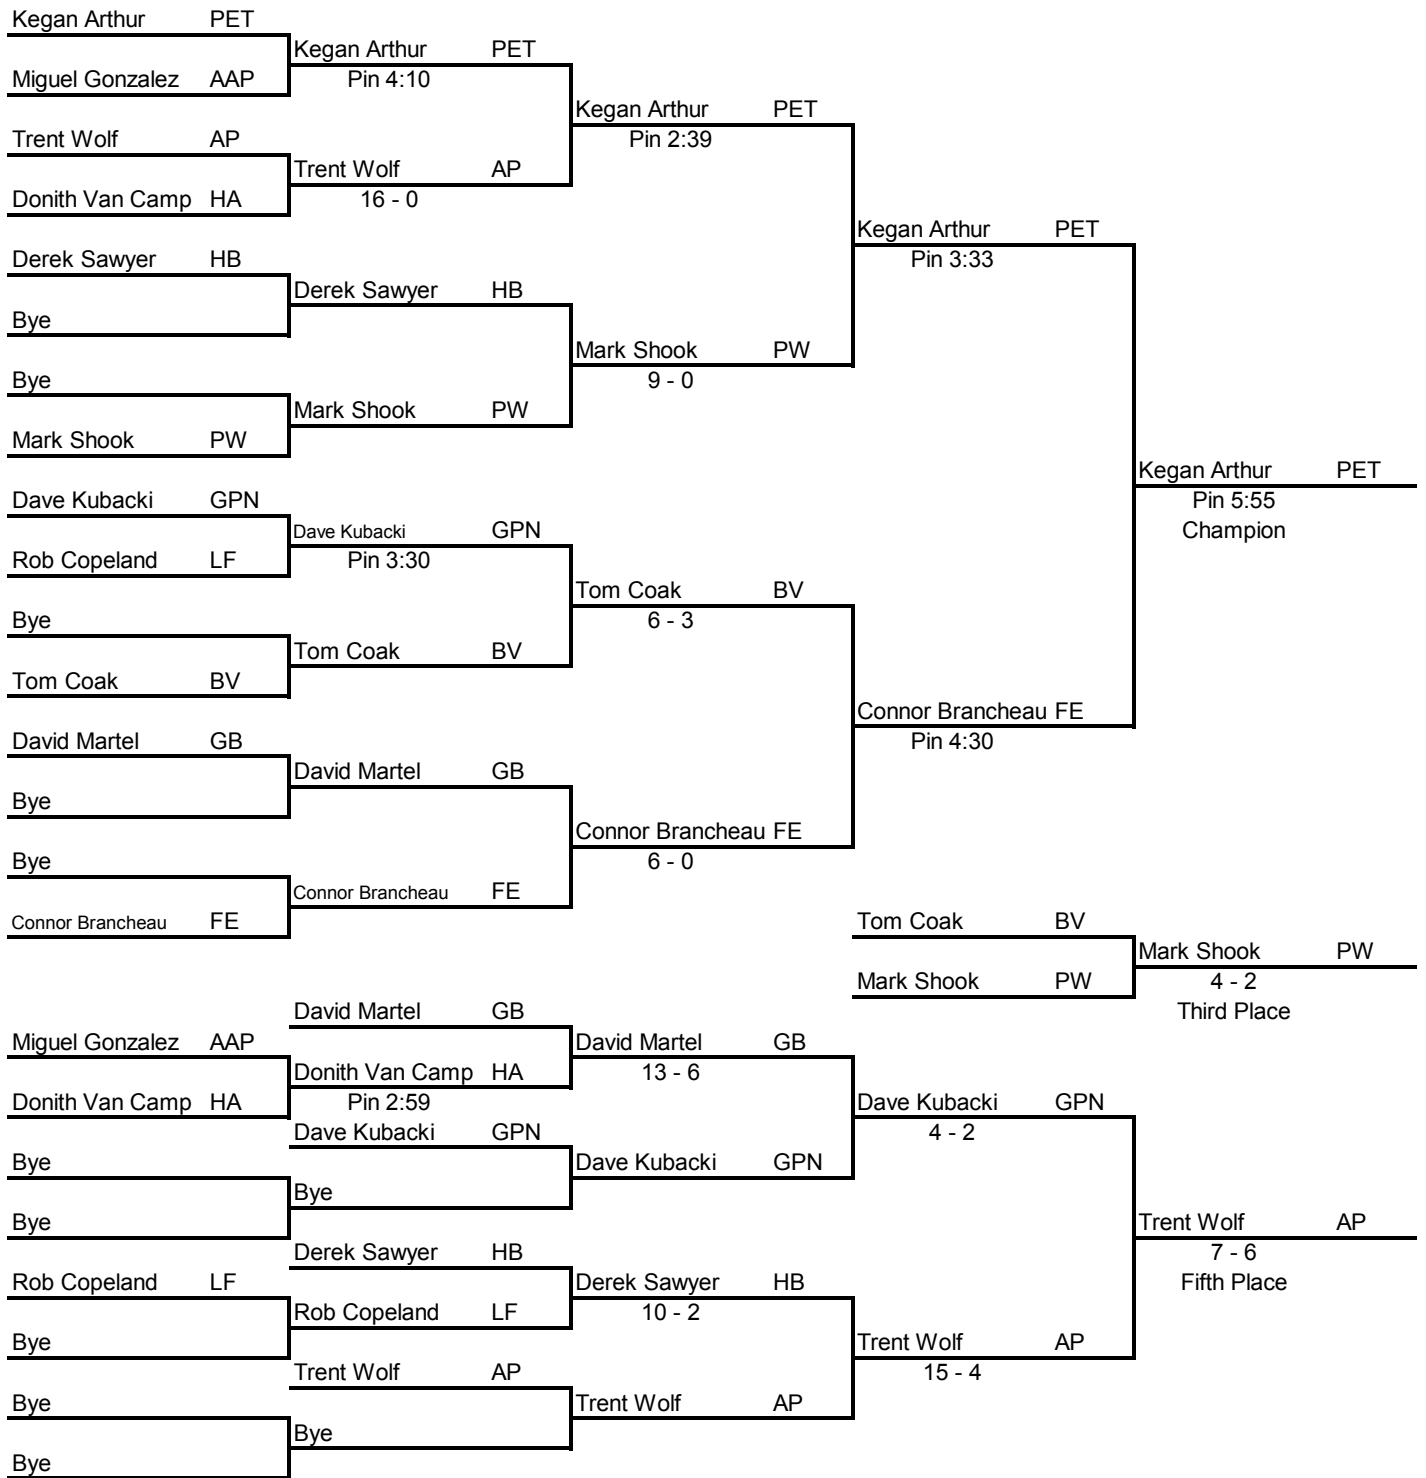 Kegan Arthur PET
Kegan Arthur PET
Miguel Gonzalez AAP
Pin 4:10
Kegan Arthur PET
Trent Wolf AP
Pin 2:39
Trent Wolf AP
Donith Van Camp HA
16 - 0
Kegan Arthur PET
Derek Sawyer HB
Pin 3:33
Derek Sawyer HB
Bye
Mark Shook PW
Bye
9 - 0
Mark Shook PW
Mark Shook PW
Kegan Arthur PET
Dave Kubacki GPN
Pin 5:55
Dave Kubacki GPN
Champion
Rob Copeland LF
Pin 3:30
Tom Coak BV
Bye
6 - 3
Tom Coak BV
Tom Coak BV
Connor Brancheau FE
David Martel GB
Pin 4:30
David Martel GB
Bye
Connor Brancheau FE
Bye
6 - 0
Connor Brancheau FE
Connor Brancheau FE
Tom Coak BV
Mark Shook PW
Mark Shook PW
4 - 2
David Martel GB
Third Place
Miguel Gonzalez AAP
David Martel GB
Donith Van Camp HA
13 - 6
Donith Van Camp HA
Pin 2:59
Dave Kubacki GPN
Dave Kubacki GPN
4 - 2
Bye
Dave Kubacki GPN
Bye
Bye
Trent Wolf AP
Derek Sawyer HB
7 - 6
Rob Copeland LF
Derek Sawyer HB
Fifth Place
Rob Copeland LF
10 - 2
Bye
Trent Wolf AP
Trent Wolf AP
15 - 4
Bye
Trent Wolf AP
Bye
Bye